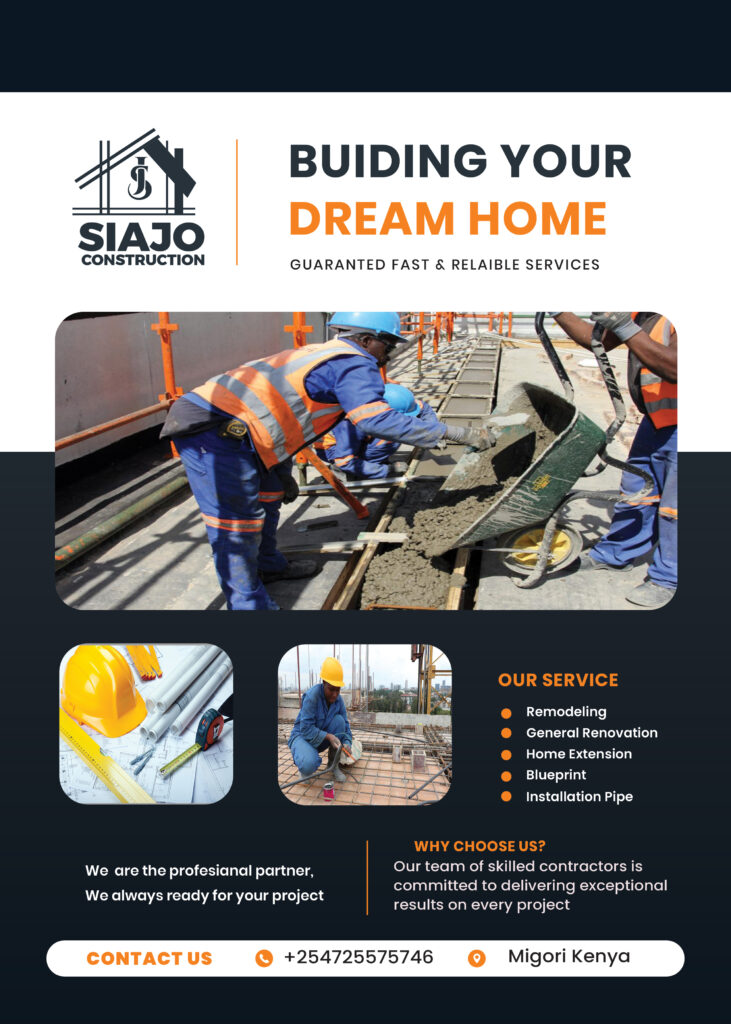 SIAJO
CONSTRUCTION
BUIDING YOUR
DREAM HOME
GUARANTED FAST & RELAIBLE SERVICES
OUR SERVICE
Remodeling
General Renovation
Home Extension
Blueprint
Installation Pipe
We are the profesianal partner,
We always ready for your project
WHY CHOOSE US?
Our team of skilled contractors is
committed to delivering exceptional
results on every project
CONTACT US
+254725575746
Migori Kenya